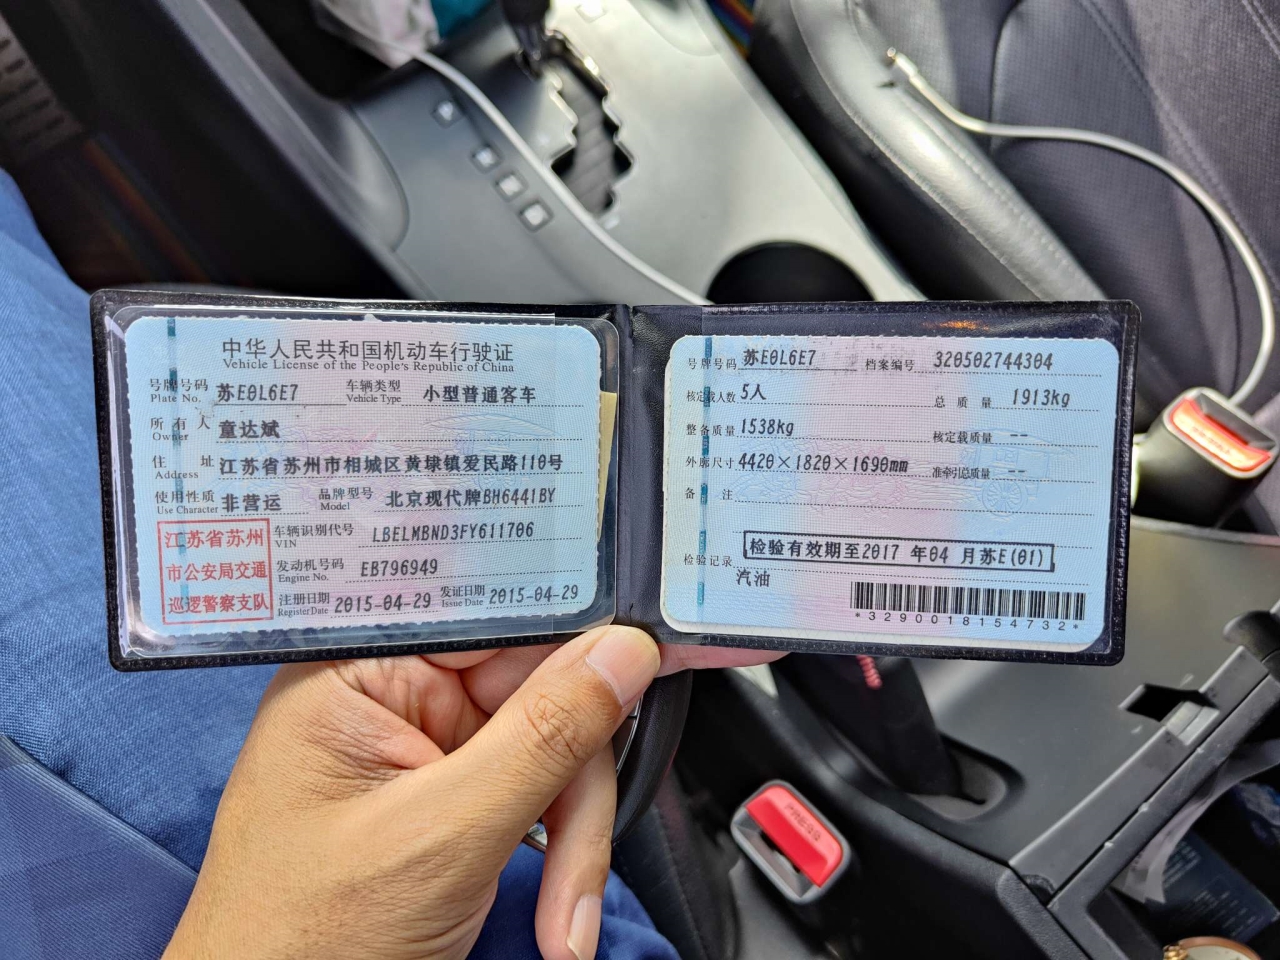 中华人民共和国机动车行驶证
Vehicle License of the People's Republic of China
号牌号码 苏E0L6E7 车辆类型 小型普通客车
Plate No. Vehicle Type
所有人 童达斌
Owner
住址 江苏省苏州市相城区黄埭镇爱民路110号
Address
使用性质 非营运 品牌型号 北京现代牌BH6441BY
Use Character Model
江苏省苏州
市公安局交通
巡逻警察支队
车辆识别代号 LBELMBND3FY611706
VIN
发动机号码 EB796949
Engine No.
注册日期 2015-04-29 发证日期 2015-04-29
Register Date Issue Date
号牌号码 苏E0L6E7 档案编号 320502744304
核定载人数 5人 总质量 1913kg
整备质量 1538kg 核定载质量 --
外廓尺寸 4420×1820×1690mm 准牵引总质量 --
备注
检验记录 检验有效期至2017 年04 月苏E(01)
汽油
*3290018154732*
PRESS